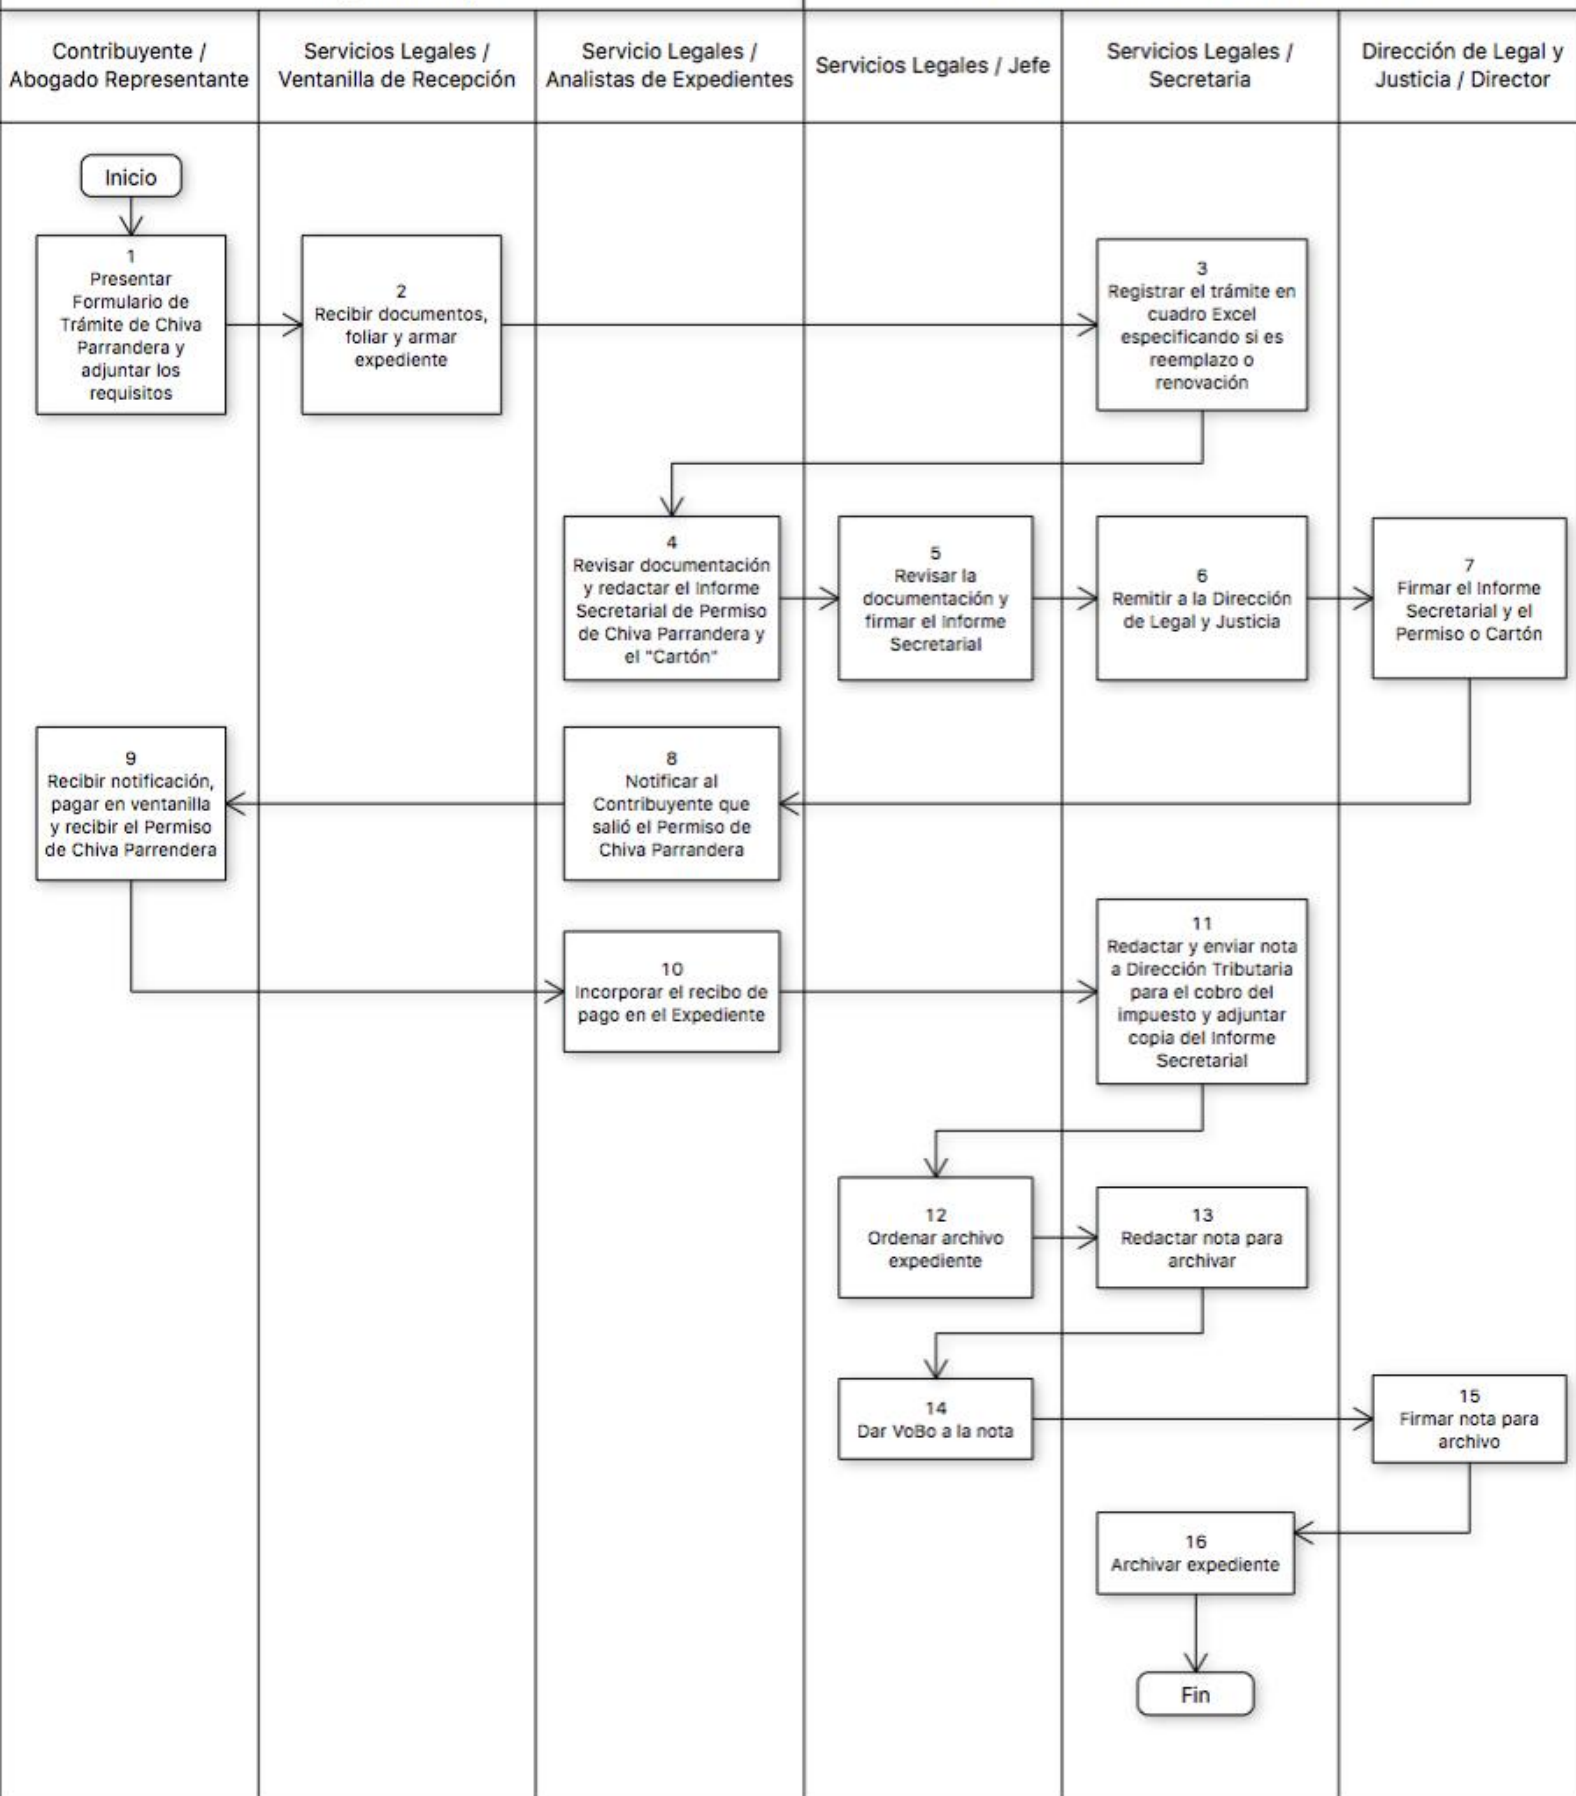 Contribuyente /
Abogado Representante
Servicios Legales /
Ventanilla de Recepción
Servicio Legales /
Analistas de Expedientes
Servicios Legales / Jefe
Servicios Legales /
Secretaria
Dirección de Legal y
Justicia / Director
Inicio
1
Presentar
Formulario de
Trámite de Chiva
Parrandera y
adjuntar los
requisitos
2
Recibir documentos,
foliar y armar
expediente
3
Registrar el trámite en
cuadro Excel
especificando si es
reemplazo o
renovación
4
Revisar documentación
y redactar el Informe
Secretarial de Permiso
de Chiva Parrandera y
el "Cartón"
5
Revisar la
documentación y
firmar el Informe
Secretarial
6
Remitir a la Dirección
de Legal y Justicia
7
Firmar el Informe
Secretarial y el
Permiso o Cartón
9
Recibir notificación,
pagar en ventanilla
y recibir el Permiso
de Chiva Parrendera
8
Notificar al
Contribuyente que
salió el Permiso de
Chiva Parrandera
10
Incorporar el recibo de
pago en el Expediente
11
Redactar y enviar nota
a Dirección Tributaria
para el cobro del
impuesto y adjuntar
copia del Informe
Secretarial
12
Ordenar archivo
expediente
13
Redactar nota para
archivar
14
Dar VoBo a la nota
15
Firmar nota para
archivo
16
Archivar expediente
Fin